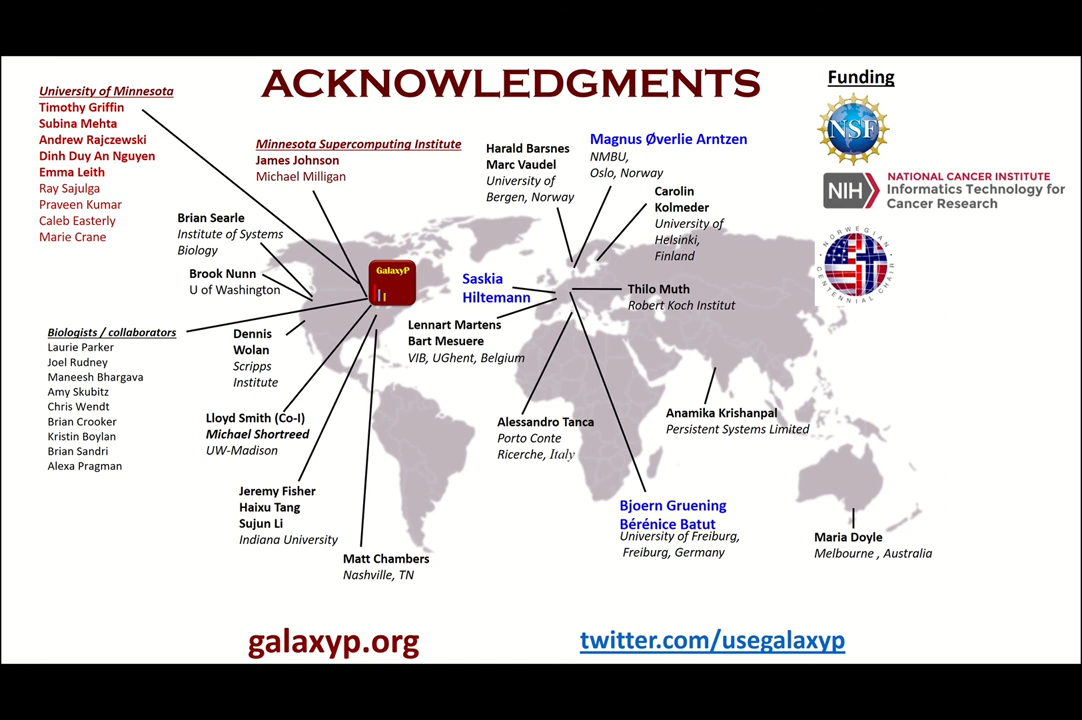 ACKNOWLEDGMENTS
University of Minnesota
Timothy Griffin
Subina Mehta
Andrew Rajczewski
Dinh Duy An Nguyen
Emma Leith
Ray Sajulga
Praveen Kumar
Caleb Easterly
Marie Crane
Minnesota Supercomputing Institute
James Johnson
Michael Milligan
Brian Searle
Institute of Systems
Biology
Brook Nunn
U of Washington
GalaxyP
Biologists / collaborators
Laurie Parker
Joel Rudney
Maneesh Bhargava
Amy Skubitz
Chris Wendt
Brian Crooker
Kristin Boylan
Brian Sandri
Alexa Pragman
Dennis
Wolan
Scripps
Institute
Lloyd Smith (Co-I)
Michael Shortreed
UW-Madison
Jeremy Fisher
Haixu Tang
Sujun Li
Indiana University
Matt Chambers
Nashville, TN
Harald Barsnes
Marc Vaudel
University of
Bergen, Norway
Magnus Øverlie Arntzen
NMBU,
Oslo, Norway
Carolin
Kolmeder
University of
Helsinki,
Finland
Saskia
Hiltemann
Thilo Muth
Robert Koch Institut
Lennart Martens
Bart Mesuere
VIB, UGhent, Belgium
Alessandro Tanca
Porto Conte
Ricerche, Italy
Anamika Krishanpal
Persistent Systems Limited
Bjoern Gruening
Bérénice Batut
University of Freiburg,
Freiburg, Germany
Maria Doyle
Melbourne , Australia
Funding
NSF
NIH
NATIONAL CANCER INSTITUTE
Informatics Technology for
Cancer Research
NORWEGIAN
CENTENNIAL CHAIR
galaxyp.org
twitter.com/usegalaxyp